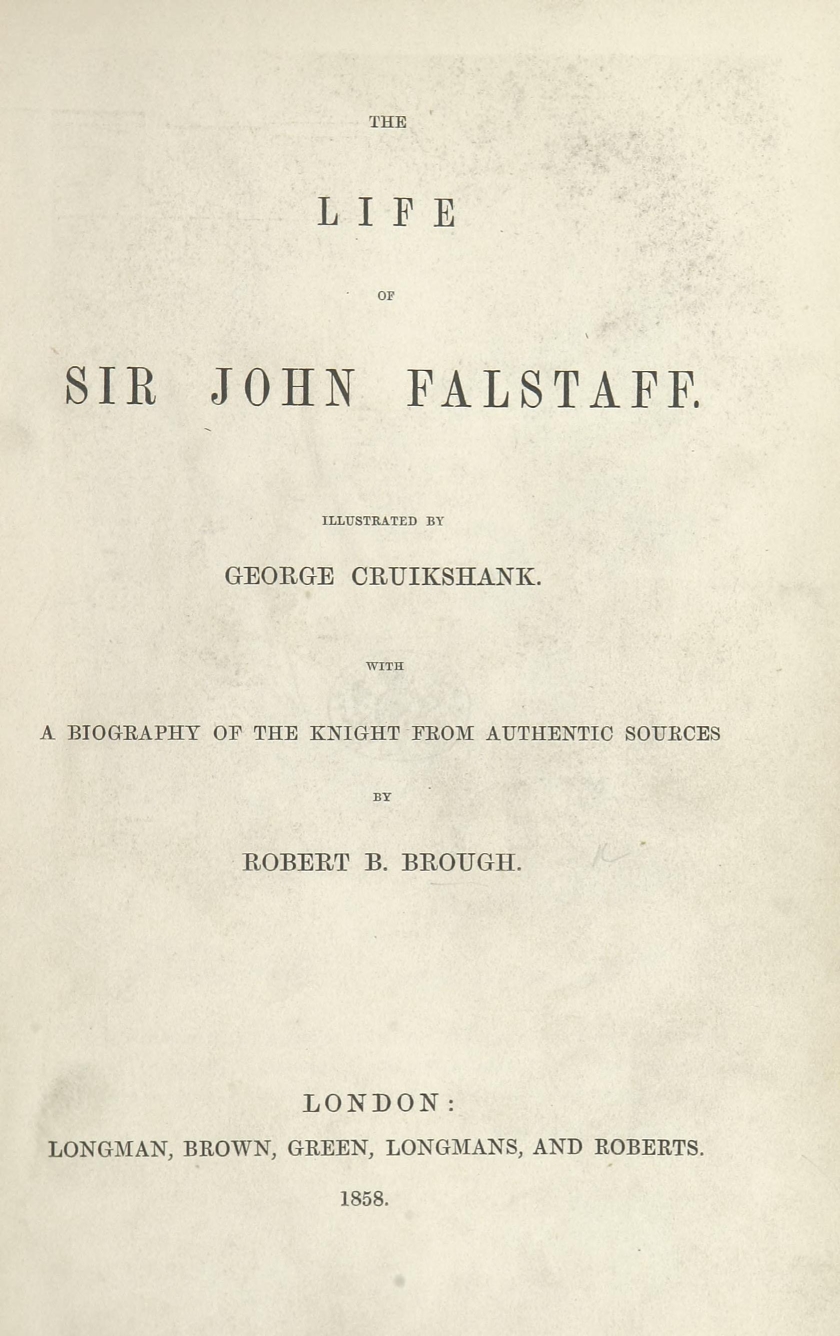 THE
LIFE
OF
SIR JOHN FALSTAFF.
ILLUSTRATED BY
GEORGE CRUIKSHANK.
WITH
A BIOGRAPHY OF THE KNIGHT FROM AUTHENTIC SOURCES
BY
ROBERT B. BROUGH.
LONDON:
LONGMAN, BROWN, GREEN, LONGMANS, AND ROBERTS.
1858.